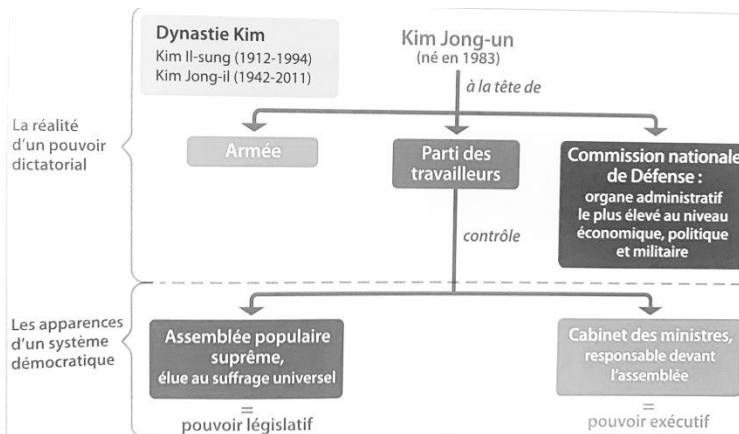 Dynastie Kim
Kim Il-sung (1912-1994)
Kim Jong-il (1942-2011)
Kim Jong-un
(né en 1983)
à la tête de
La réalité
d'un pouvoir
dictatorial
Armée
Parti des
travailleurs
Commission nationale
de Défense :
organe administratif
le plus élevé au niveau
économique, politique
et militaire
contrôle
Les apparences
d'un système
démocratique
Assemblée populaire
suprême,
élue au suffrage universel
=
pouvoir législatif
Cabinet des ministres,
responsable devant
l'assemblée
=
pouvoir exécutif